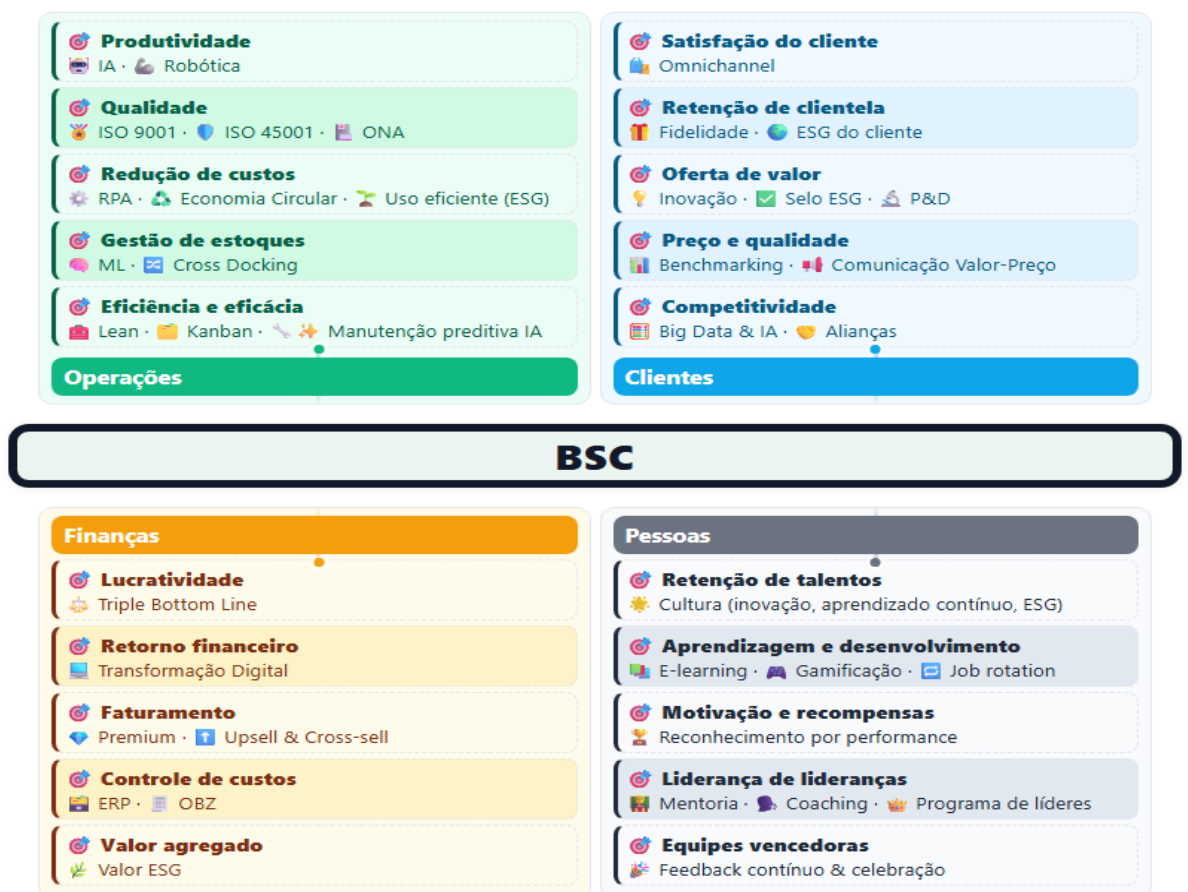 Produtividade
IA · Robótica
Qualidade
ISO 9001 · ISO 45001 · ONA
Redução de custos
RPA · Economia Circular · Uso eficiente (ESG)
Gestão de estoques
ML · Cross Docking
Eficiência e eficácia
Lean · Kanban · Manutenção preditiva IA
Operações
Satisfação do cliente
Omnichannel
Retenção de clientela
Fidelidade · ESG do cliente
Oferta de valor
Inovação · Selo ESG · P&D
Preço e qualidade
Benchmarking · Comunicação Valor-Preço
Competitividade
Big Data & IA · Alianças
Clientes
BSC
Finanças
Lucratividade
Triple Bottom Line
Retorno financeiro
Transformação Digital
Faturamento
Premium · Upsell & Cross-sell
Controle de custos
ERP · OBZ
Valor agregado
Valor ESG
Pessoas
Retenção de talentos
Cultura (inovação, aprendizado contínuo, ESG)
Aprendizagem e desenvolvimento
E-learning · Gamificação · Job rotation
Motivação e recompensas
Reconhecimento por performance
Liderança de lideranças
Mentoria · Coaching · Programa de líderes
Equipes vencedoras
Feedback contínuo & celebração